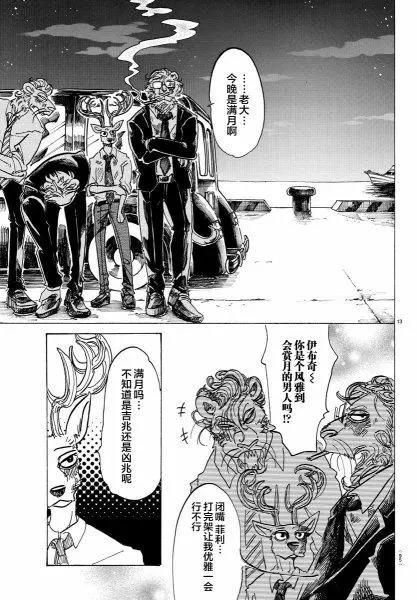 ……老大…
今晚是满月啊
13
伊布奇～
你是个风雅到
会赏月的男人吗!?
闭嘴 菲利
打完架让我优雅一会
行不行
满月吗…
不知道是吉兆还是凶兆呢